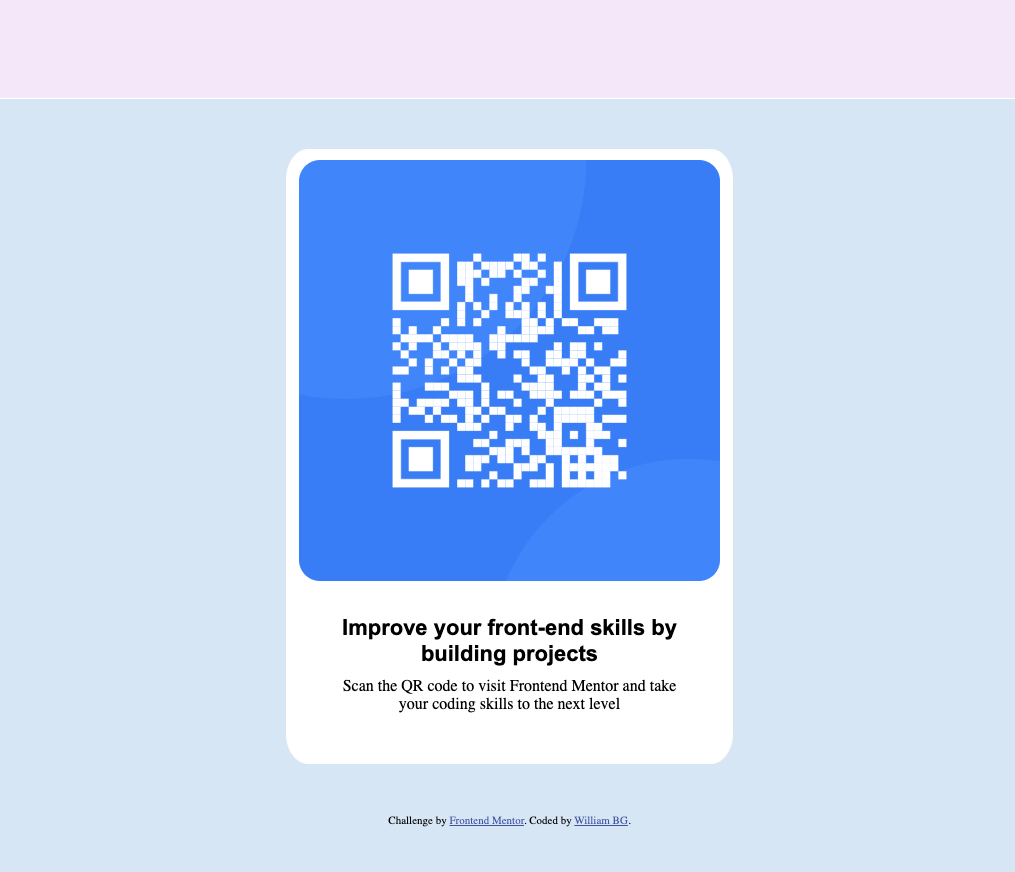 Improve your front-end skills by
building projects
Scan the QR code to visit Frontend Mentor and take
your coding skills to the next level
Challenge by Frontend Mentor. Coded by William BG.